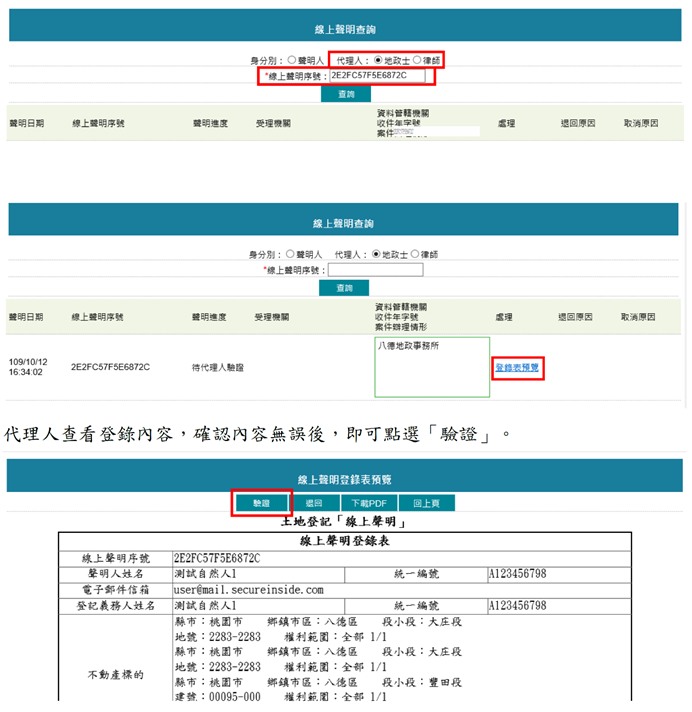 線上聲明查詢
身分別：○聲明人 代理人：◉地政士○律師
*線上聲明序號：2E2FC57F5E6872C
查詢
聲明日期 線上聲明序號 聲明進度 受理機關 資料管轄機關 處理 退回原因 取消原因
收件年字號
案件
線上聲明查詢
身分別：○聲明人 代理人：◉地政士○律師
*線上聲明序號：
查詢
聲明日期 線上聲明序號 聲明進度 受理機關 資料管轄機關 處理 退回原因 取消原因
收件年字號
案件辦理情形
109/10/12 2E2FC57F5E6872C 待代理人驗證 八德地政事務所 登錄表預覽
16:34:02
代理人查看登錄內容，確認內容無誤後，即可點選「驗證」。
線上聲明登錄表預覽
驗證 退回 下載PDF 回上頁
土地登記「線上聲明」
線上聲明登錄表
線上聲明序號 2E2FC57F5E6872C
聲明人姓名 測試自然人1 統一編號 A123456798
電子郵件信箱 user@mail.secureinside.com
登記義務人姓名 測試自然人1 統一編號 A123456798
不動產標的 縣市：桃園市 鄉鎮市區：八德區 段小段：大庄段
地號：2283-2283 權利範圍：全部 1/1
縣市：桃園市 鄉鎮市區：八德區 段小段：大庄段
地號：2283-2283 權利範圍：全部 1/1
縣市：桃園市 鄉鎮市區：八德區 段小段：豐田段
建號：00095-000 權利範圍：全部 1/1